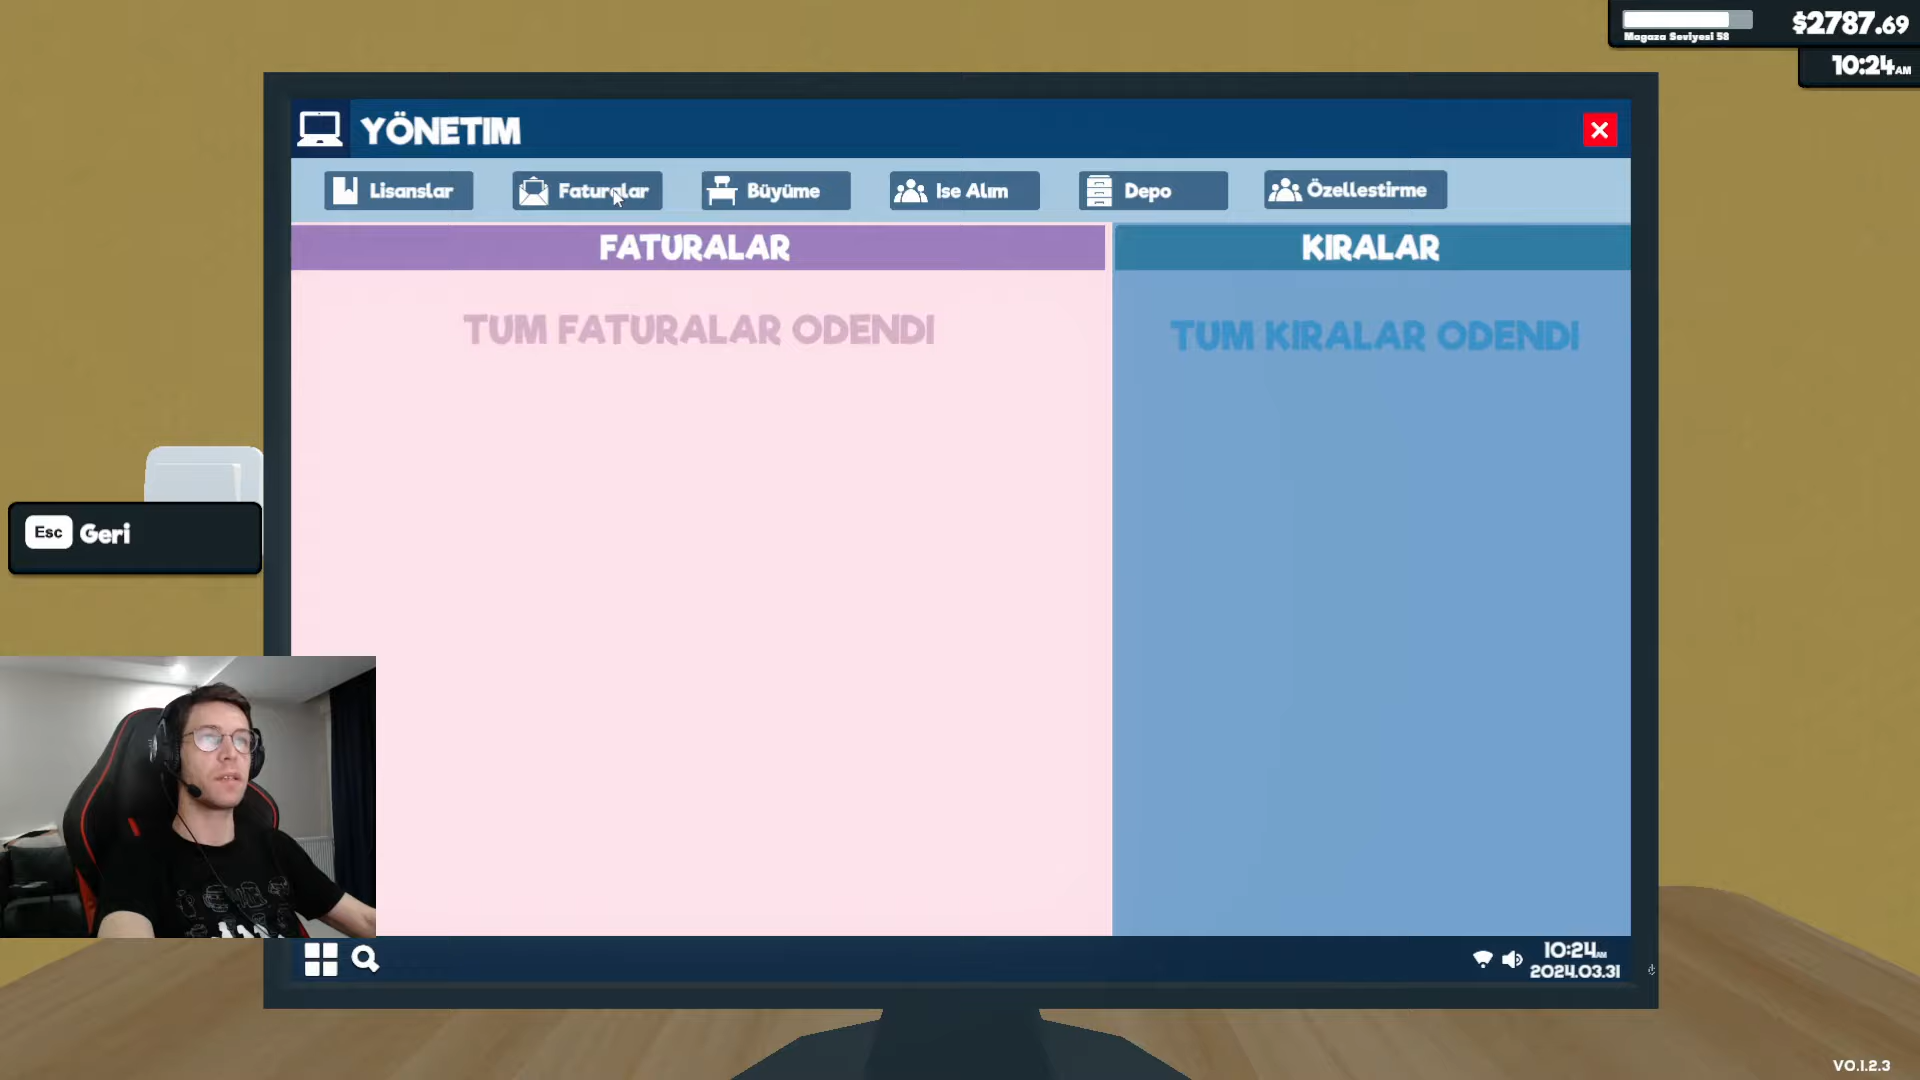 $2787.69
Magaza Seviyesi 58
10:24AM
YÖNETIM
Lisanslar
Faturalar
Büyüme
Ise Alım
Depo
Özellestirme
FATURALAR
KIRALAR
TUM FATURALAR ODENDI
TUM KIRALAR ODENDI
Esc Geri
10:24AM
2024.03.31
V0.1.2.3